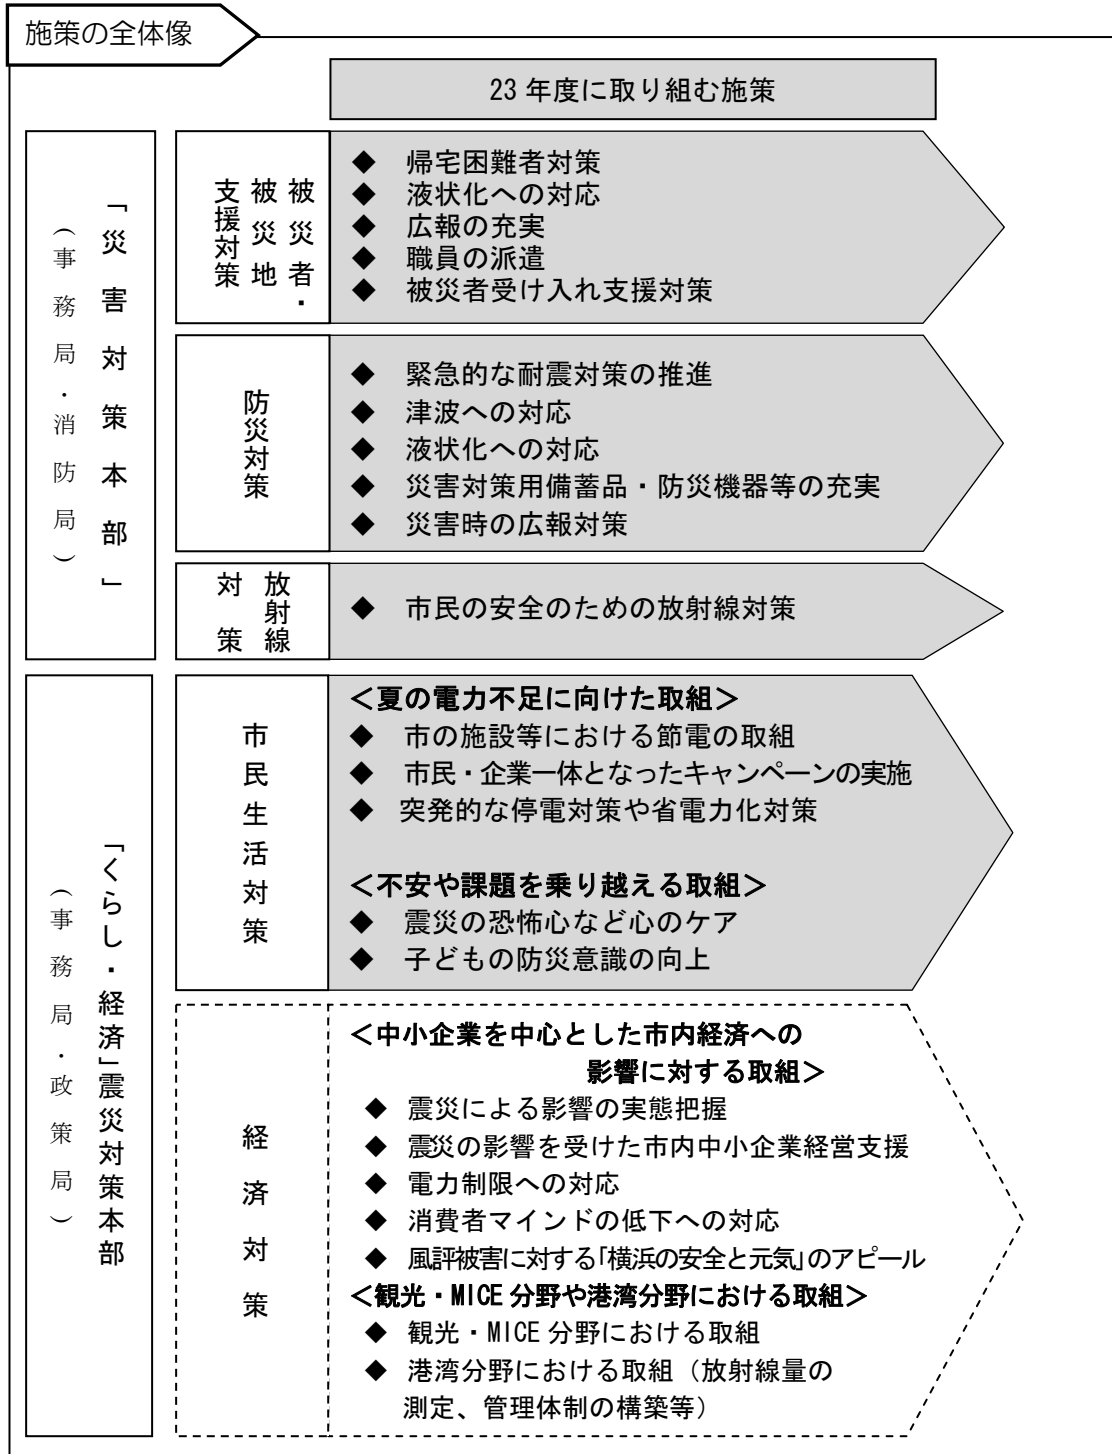 施策の全体像
23 年度に取り組む施策
「災害対策本部」
（事務局・消防局）
被災者・
被災地
支援対策
◆ 帰宅困難者対策
◆ 液状化への対応
◆ 広報の充実
◆ 職員の派遣
◆ 被災者受け入れ支援対策
防災対策
◆ 緊急的な耐震対策の推進
◆ 津波への対応
◆ 液状化への対応
◆ 災害対策用備蓄品・防災機器等の充実
◆ 災害時の広報対策
放射線
対策
◆ 市民の安全のための放射線対策
「くらし・経済」震災対策本部
（事務局・政策局）
市民生活対策
＜夏の電力不足に向けた取組＞
◆ 市の施設等における節電の取組
◆ 市民・企業一体となったキャンペーンの実施
◆ 突発的な停電対策や省電力化対策
＜不安や課題を乗り越える取組＞
◆ 震災の恐怖心など心のケア
◆ 子どもの防災意識の向上
経済対策
＜中小企業を中心とした市内経済への
影響に対する取組＞
◆ 震災による影響の実態把握
◆ 震災の影響を受けた市内中小企業経営支援
◆ 電力制限への対応
◆ 消費者マインドの低下への対応
◆ 風評被害に対する「横浜の安全と元気」のアピール
＜観光・MICE 分野や港湾分野における取組＞
◆ 観光・MICE 分野における取組
◆ 港湾分野における取組（放射線量の
測定、管理体制の構築等）